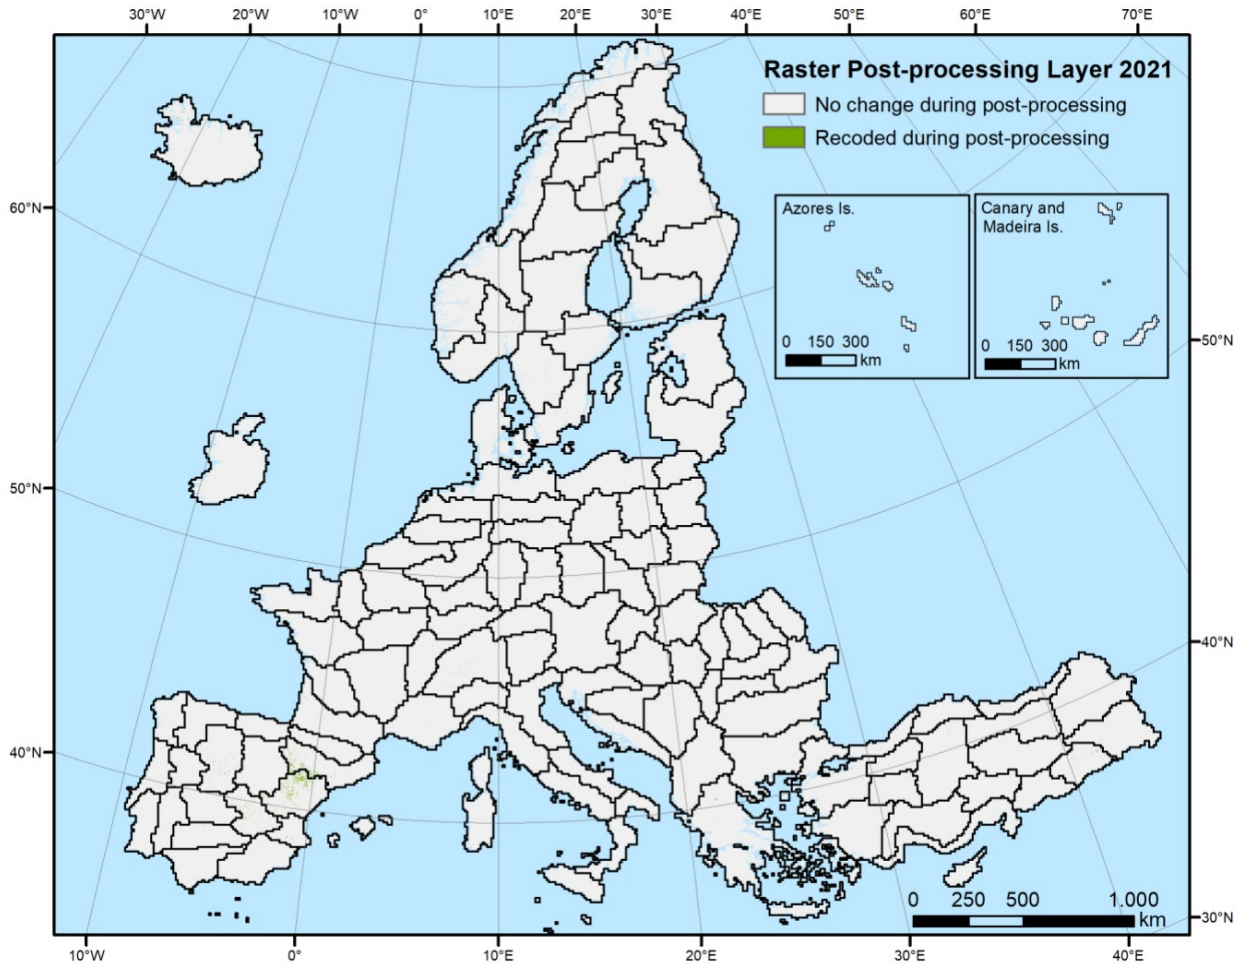 30°W 20°W 10°W 0° 10°E 20°E 30°E 40°E 50°E 60°E 70°E
Raster Post-processing Layer 2021
No change during post-processing
Recoded during post-processing
60°N
Azores Is.
0 150 300
km
Canary and
Madeira Is.
0 150 300
km
50°N
50°N
40°N
40°N
0 250 500 1.000
km
30°N
10°W 0° 10°E 20°E 30°E 40°E